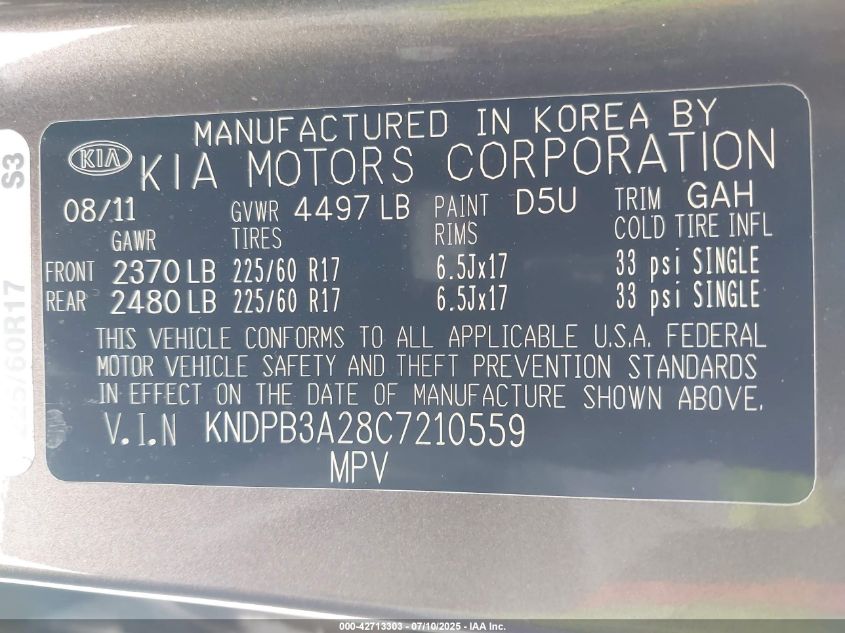 MANUFACTURED IN KOREA BY
KIA KIA MOTORS CORPORATION
08/11 GVWR 4497 LB PAINT D5U TRIM GAH
GAWR TIRES RIMS COLD TIRE INFL
FRONT 2370 LB 225/60 R17 6.5Jx17 33 psi SINGLE
REAR 2480 LB 225/60 R17 6.5Jx17 33 psi SINGLE
THIS VEHICLE CONFORMS TO ALL APPLICABLE U.S.A. FEDERAL
MOTOR VEHICLE SAFETY AND THEFT PREVENTION STANDARDS
IN EFFECT ON THE DATE OF MANUFACTURE SHOWN ABOVE.
V.I.N KNDPB3A28C7210559
MPV
S3
225/60R17
000-42713303 - 07/10/2025 - IAA Inc.